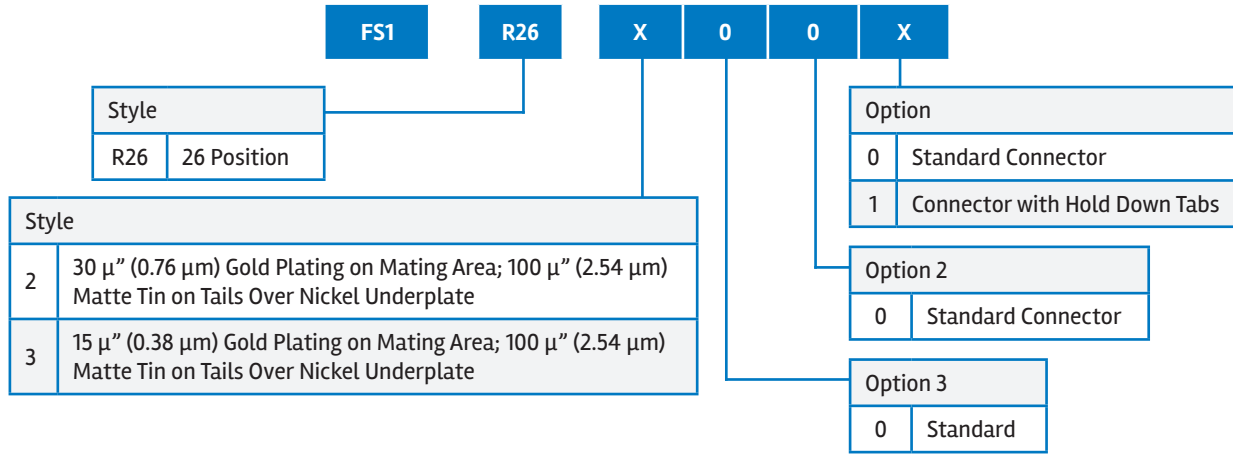 FS1 R26 X 0 0 X
Style
R26 26 Position
Style
2 30 µ” (0.76 µm) Gold Plating on Mating Area; 100 µ” (2.54 µm)
Matte Tin on Tails Over Nickel Underplate
3 15 µ” (0.38 µm) Gold Plating on Mating Area; 100 µ” (2.54 µm)
Matte Tin on Tails Over Nickel Underplate
Option
0 Standard Connector
1 Connector with Hold Down Tabs
Option 2
0 Standard Connector
Option 3
0 Standard